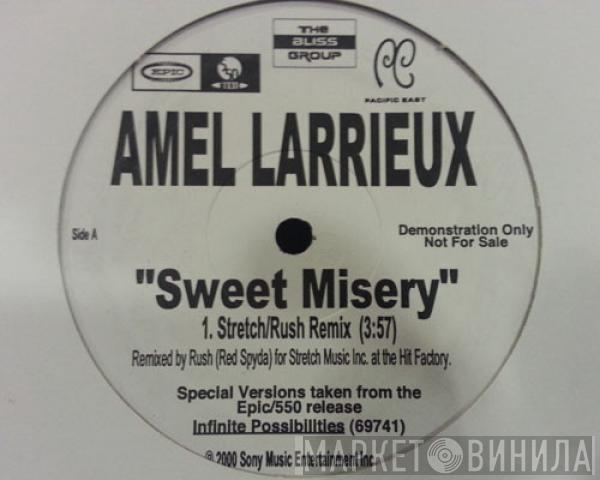 EPIC
550
THE
BLISS
GROUP
PACIFIC EAST
AMEL LARRIEUX
Side A
Demonstration Only
Not For Sale
"Sweet Misery"
1. Stretch/Rush Remix (3:57)
Remixed by Rush (Red Spyda) for Stretch Music Inc. at the Hit Factory.
Special Versions taken from the
Epic/550 release
Infinite Possibilities (69741)
℗ 2000 Sony Music Entertainment Inc.
МАРКЕТ ВИНИЛА